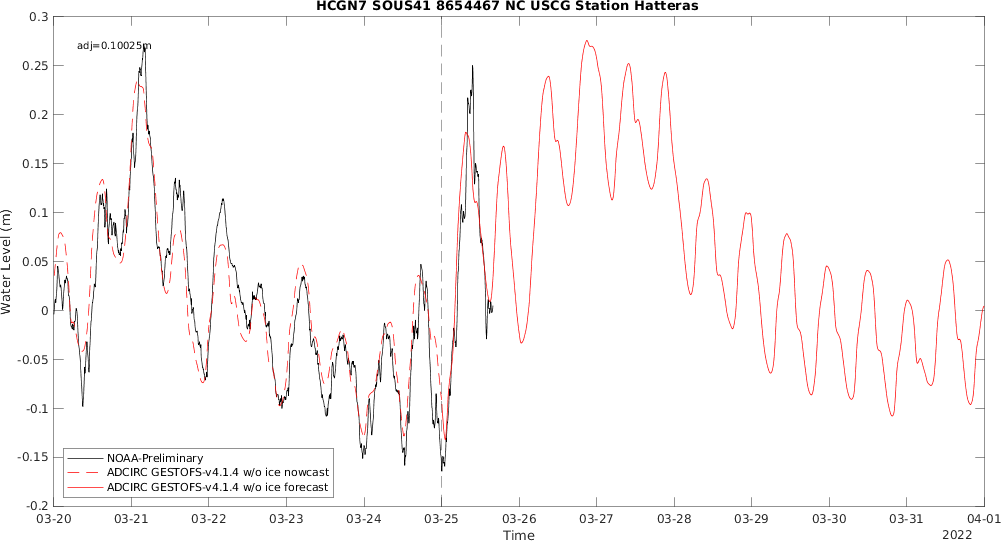 HCGN7 SOUS41 8654467 NC USCG Station Hatteras
adj=0.10025m
0.3
0.25
0.2
0.15
0.1
0.05
0
-0.05
-0.1
-0.15
-0.2
Water Level (m)
NOAA-Preliminary
ADCIRC GESTOFS-v4.1.4 w/o ice nowcast
ADCIRC GESTOFS-v4.1.4 w/o ice forecast
03-20 03-21 03-22 03-23 03-24 03-25 03-26 03-27 03-28 03-29 03-30 03-31 04-01
Time
2022